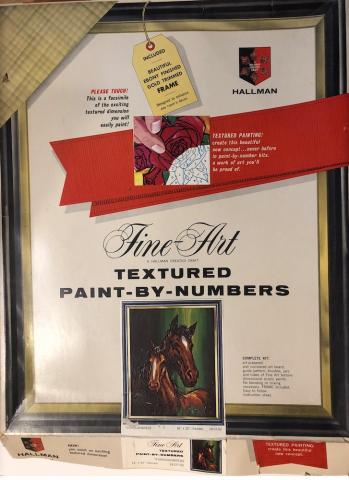 INCLUDED
A
BEAUTIFUL
EBONY FINISHED
GOLD TRIMMED
FRAME
HALLMAN
PLEASE TOUCH!
This is a facsimile
of the exciting
textured dimension
you will
easily paint!
TEXTURED PAINTING!
create this beautiful
new concept...never before
in paint-by-number kits.
a work of art you'll
be proud of.
Fine-Art
A HALLMAN CREATED CRAFT
TEXTURED
PAINT-BY-NUMBERS
COMPLETE KIT:
HALLMAN
Fine-Art
TEXTURED
PAINT-BY-NUMBERS
TEXTURED PAINTING
create this beautiful